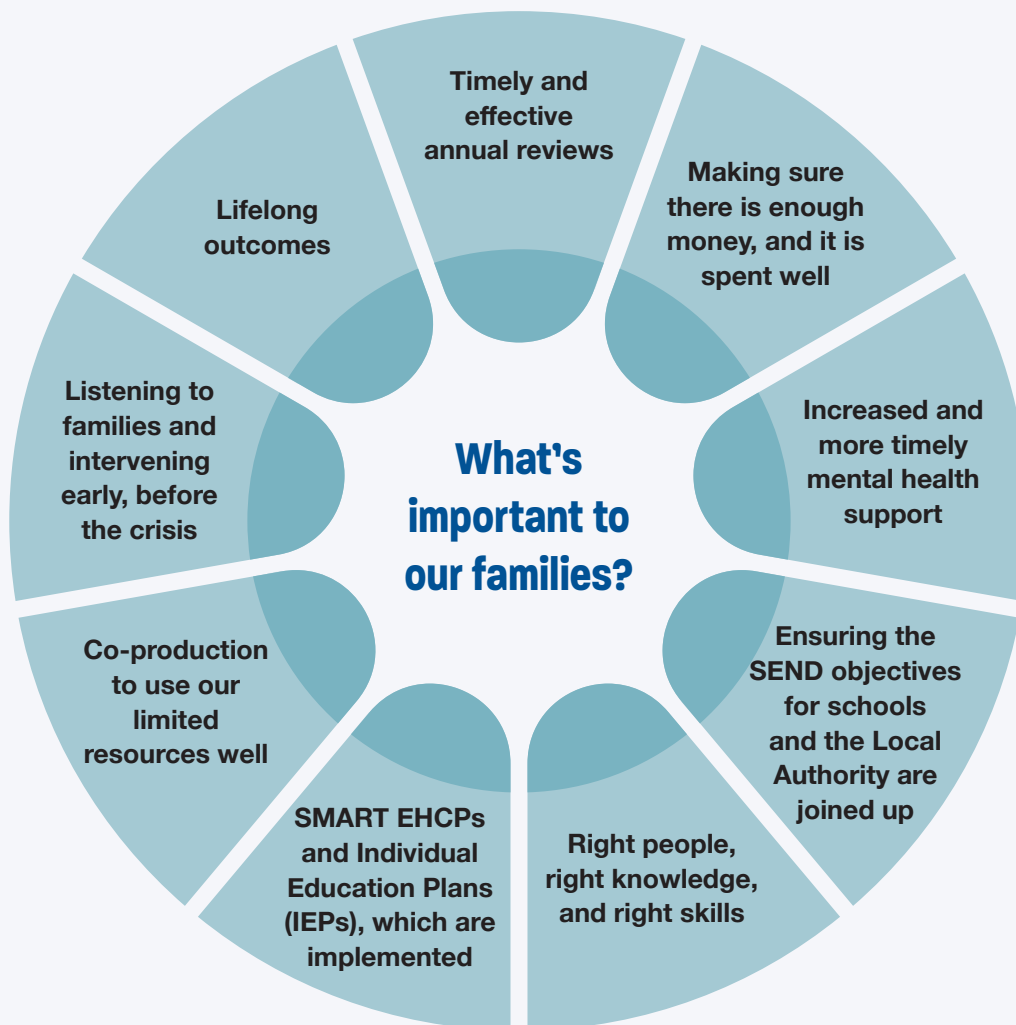 What's
important to
our families?
Timely and
effective
annual reviews
Making sure
there is enough
money, and it is
spent well
Increased and
more timely
mental health
support
Ensuring the
SEND objectives
for schools
and the Local
Authority are
joined up
Right people,
right knowledge,
and right skills
SMART EHCPs
and Individual
Education Plans
(IEPs), which are
implemented
Co-production
to use our
limited
resources well
Listening to
families and
intervening
early, before
the crisis
Lifelong
outcomes